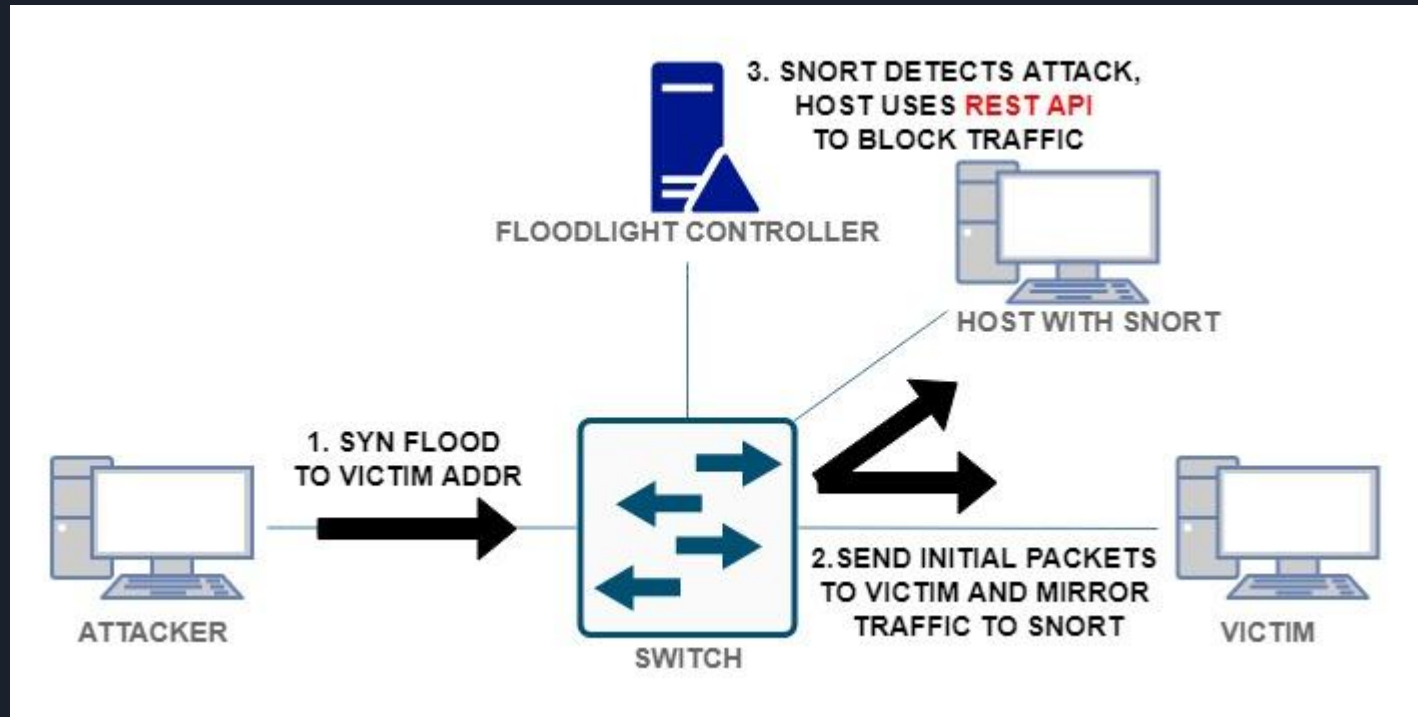 3. SNORT DETECTS ATTACK,
HOST USES REST API
TO BLOCK TRAFFIC
FLOODLIGHT CONTROLLER
HOST WITH SNORT
1. SYN FLOOD
TO VICTIM ADDR
2.SEND INITIAL PACKETS
TO VICTIM AND MIRROR
TRAFFIC TO SNORT
ATTACKER
SWITCH
VICTIM